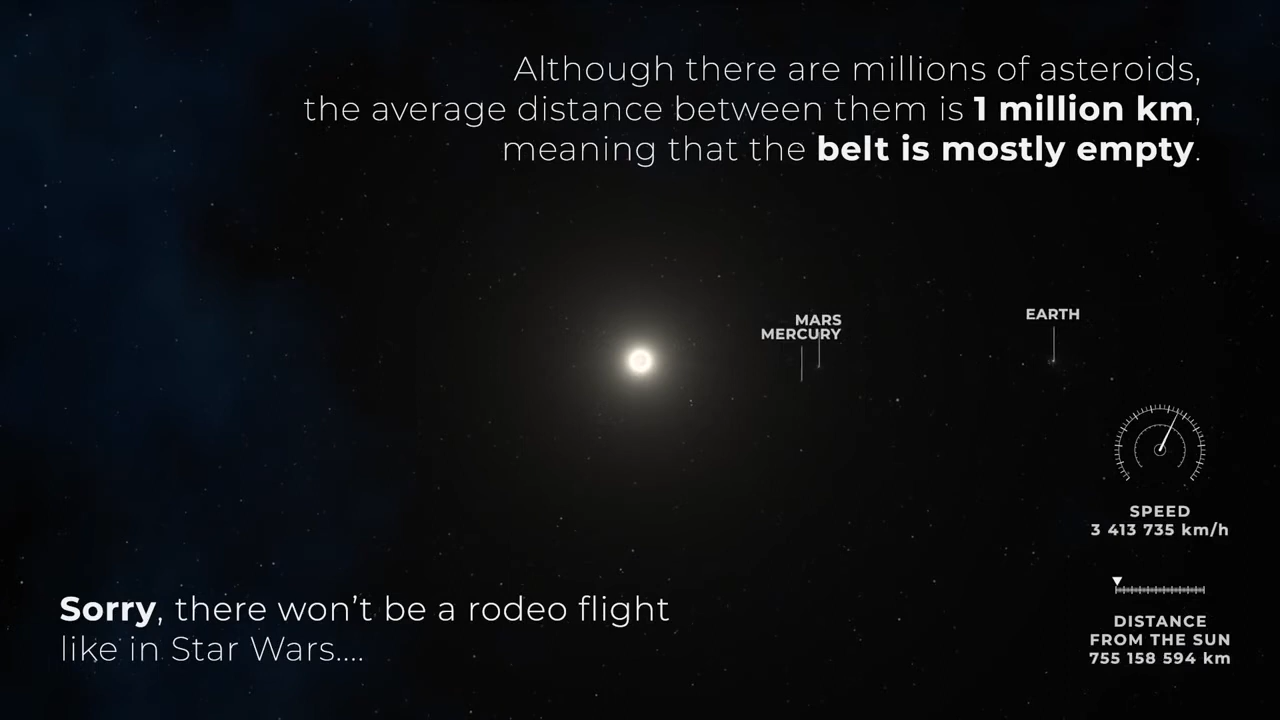 Although there are millions of asteroids,
the average distance between them is 1 million km,
meaning that the belt is mostly empty.
MARS
MERCURY
EARTH
SPEED
3 413 735 km/h
DISTANCE
FROM THE SUN
755 158 594 km
Sorry, there won’t be a rodeo flight
like in Star Wars....